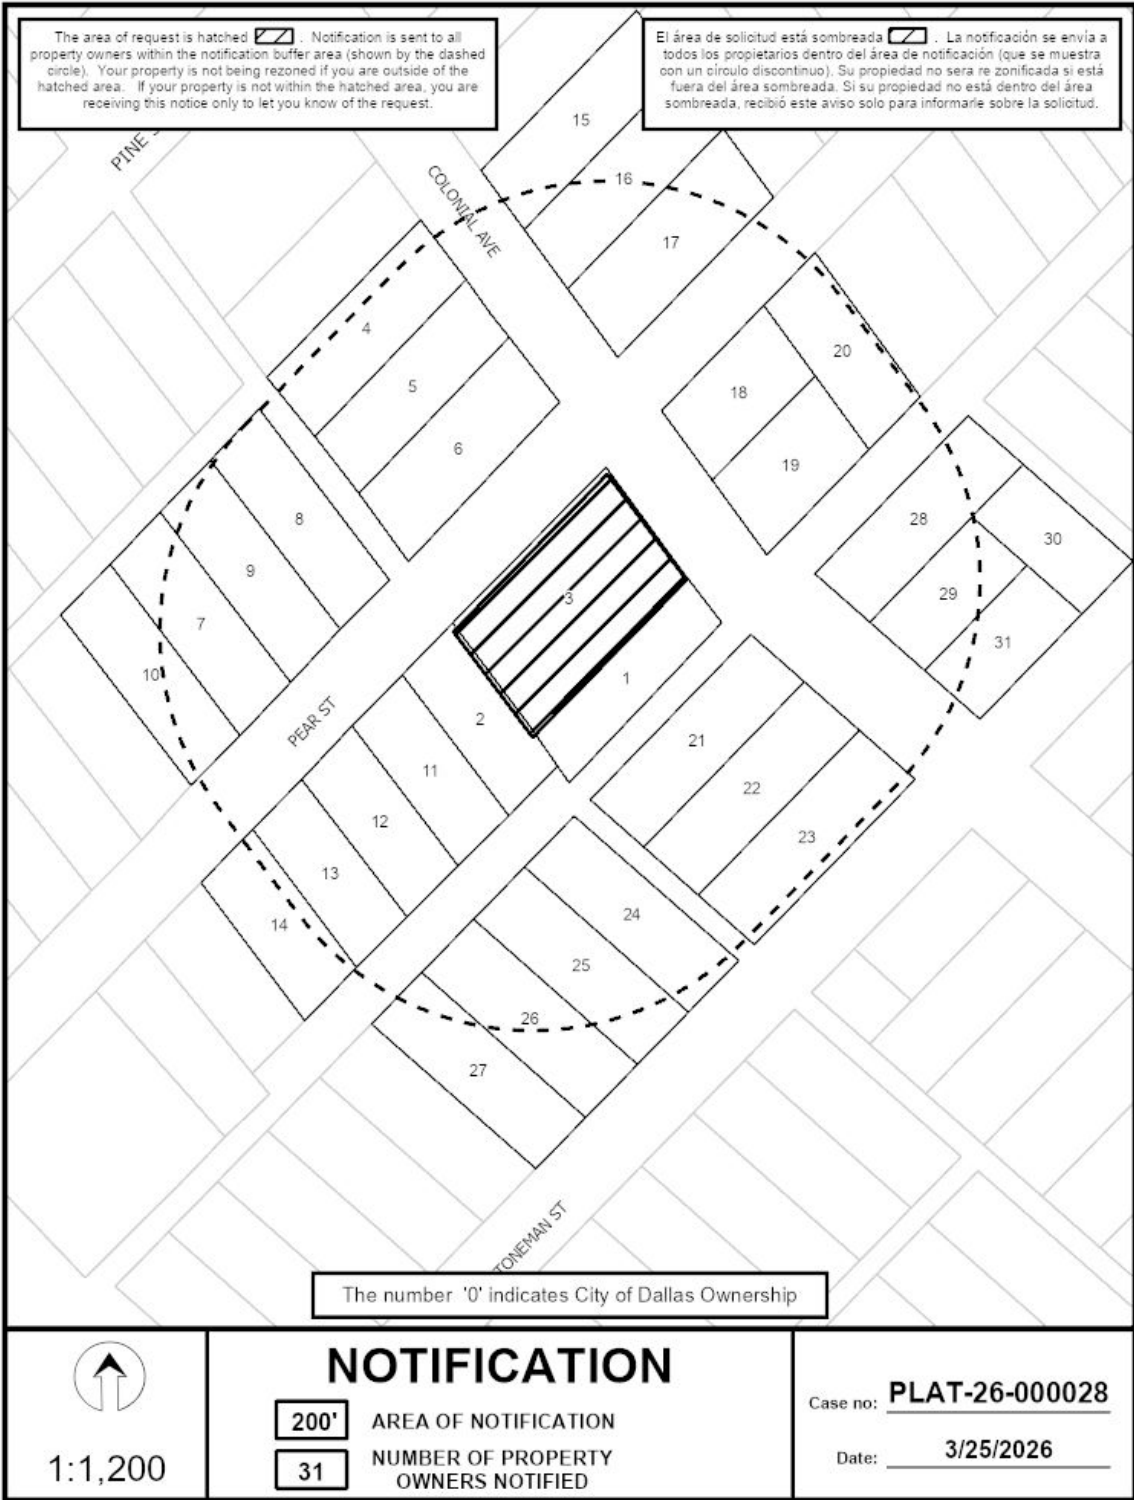 The area of request is hatched . Notification is sent to all
property owners within the notification buffer area (shown by the dashed
circle). Your property is not being rezoned if you are outside of the
hatched area. If your property is not within the hatched area, you are
receiving this notice only to let you know of the request.
El área de solicitud está sombreada . La notificación se envía a
todos los propietarios dentro del área de notificación (que se muestra
con un círculo discontinuo). Su propiedad no sera re zonificada si está
fuera del área sombreada. Si su propiedad no está dentro del área
sombreada, recibió este aviso solo para informarle sobre la solicitud.
PINE
COLONIAL AVE
15
16
17
4
5
6
20
18
19
8
9
7
10
3
28
30
29
31
1
2
PEAR ST
21
11
22
12
23
13
14
24
25
26
27
TONEMAN ST
The number '0' indicates City of Dallas Ownership
1:1,200
NOTIFICATION
200' AREA OF NOTIFICATION
31 NUMBER OF PROPERTY
OWNERS NOTIFIED
Case no: PLAT-26-000028
Date: 3/25/2026